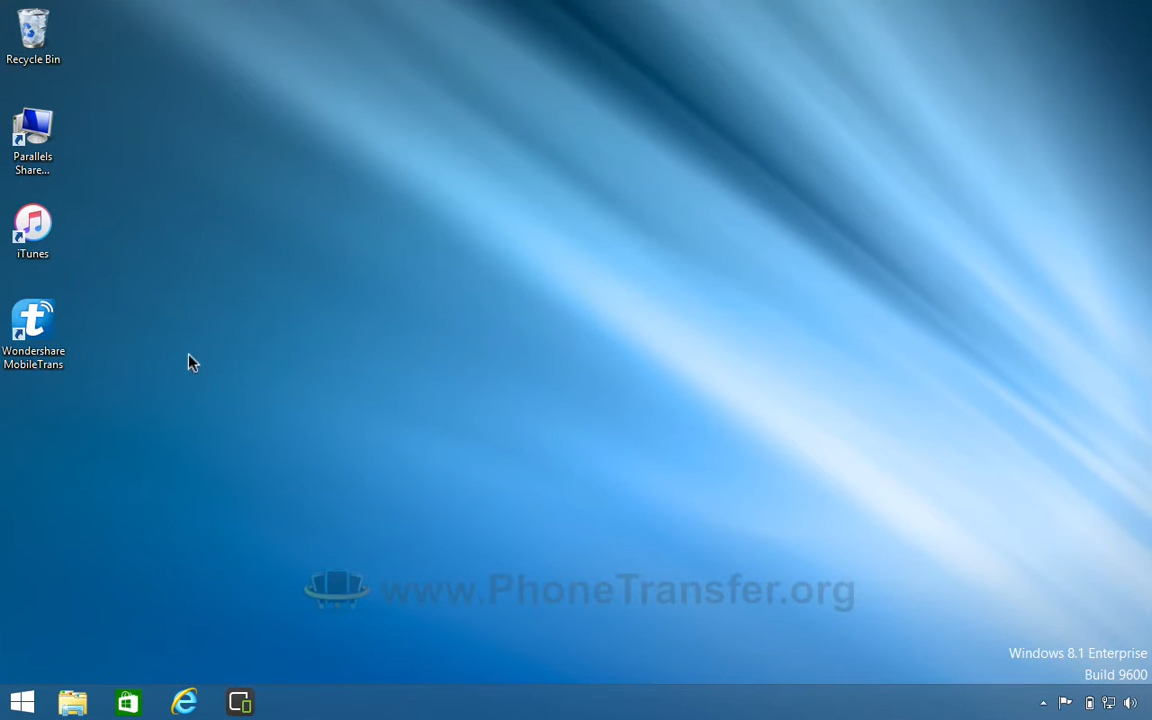 Recycle Bin
Parallels
Share...
iTunes
Wondershare
MobileTrans
www.PhoneTransfer.org
Windows 8.1 Enterprise
Build 9600